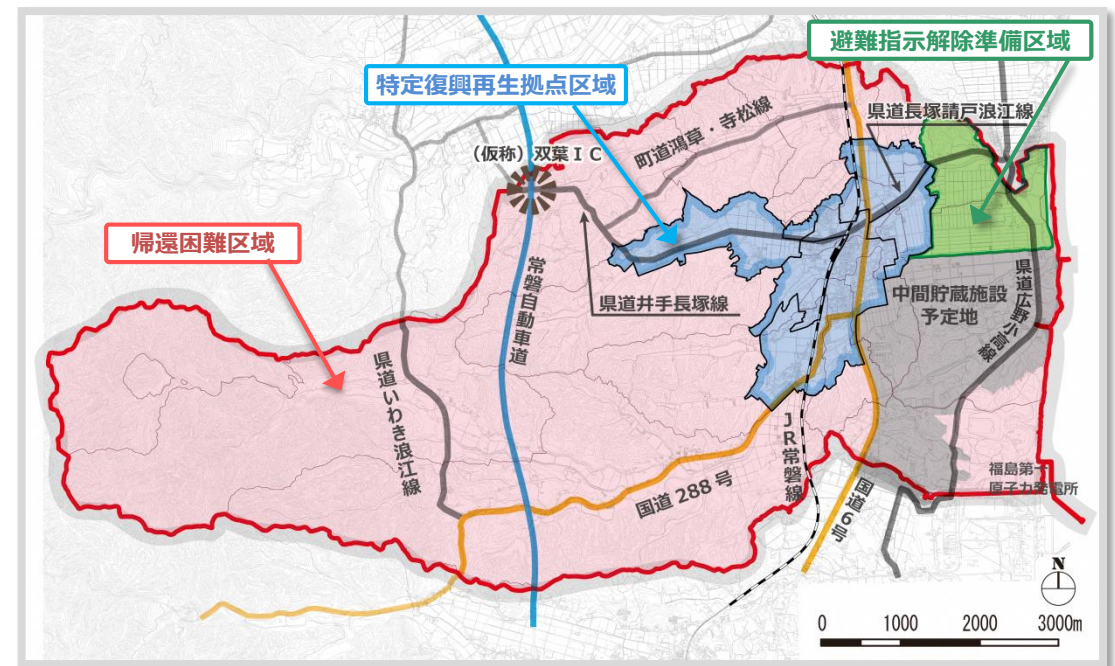 避難指示解除準備区域
特定復興再生拠点区域
県道長塚請戸浪江線
町道鴻草・寺松線
(仮称)双葉IC
帰還困難区域
常磐自動車道
県道井手長塚線
中間貯蔵施設
予定地
県道広野小高線
県道いわき浪江線
JR常磐線
国道288号
国道6号
福島第一
原子力発電所
N
0 1000 2000 3000m